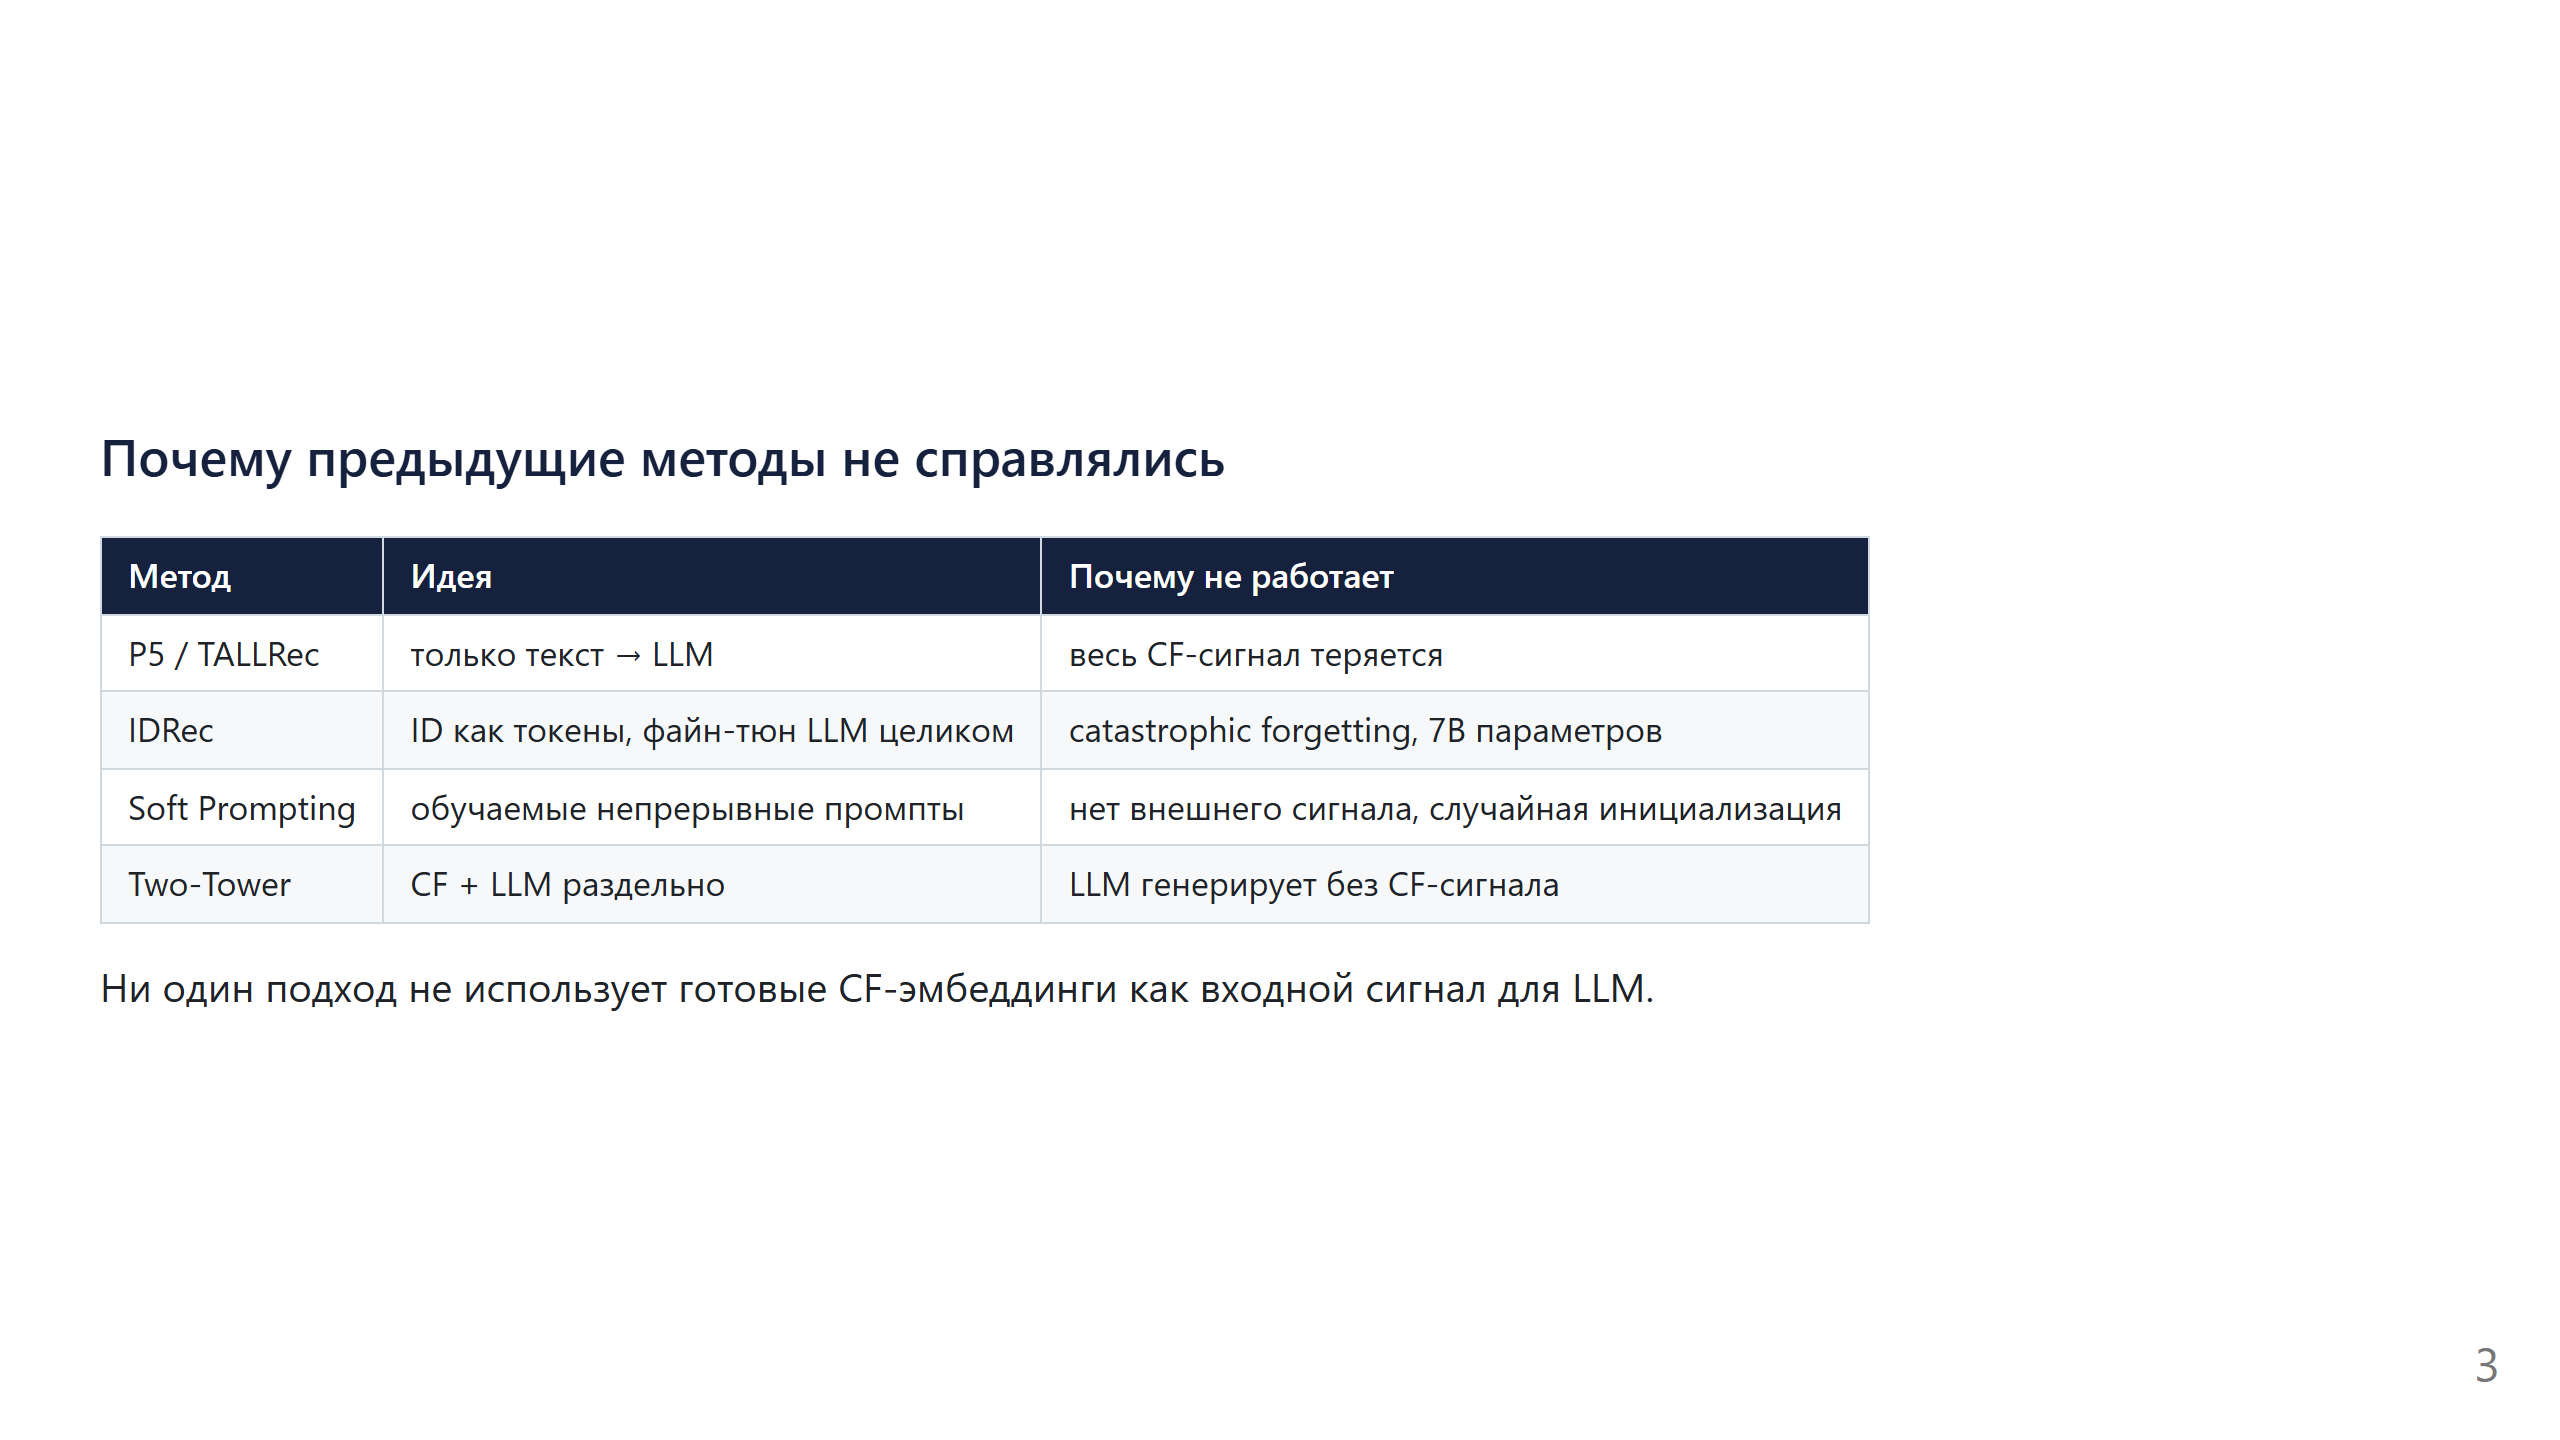 Почему предыдущие методы не справлялись
Метод Идея Почему не работает
P5 / TALLRec только текст → LLM весь CF-сигнал теряется
IDRec ID как токены, файн-тюн LLM целиком catastrophic forgetting, 7B параметров
Soft Prompting обучаемые непрерывные промпты нет внешнего сигнала, случайная инициализация
Two-Tower CF + LLM раздельно LLM генерирует без CF-сигнала
Ни один подход не использует готовые CF-эмбеддинги как входной сигнал для LLM.
3